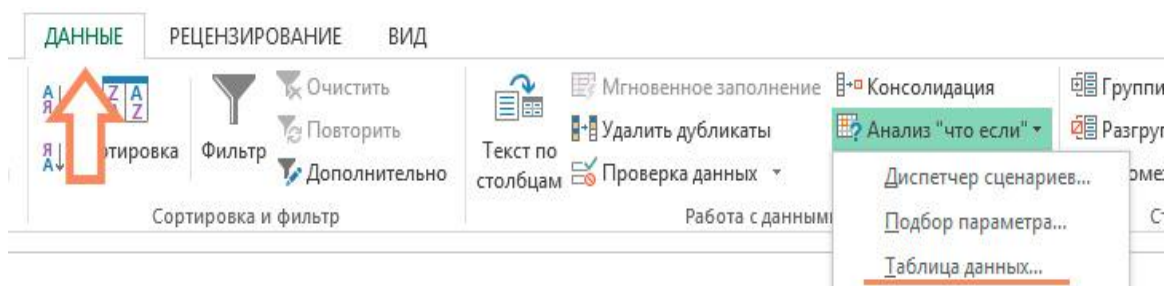 ДАННЫЕ РЕЦЕНЗИРОВАНИЕ ВИД
Очистить
Мгновенное заполнение
Консолидация
Фильтр
Повторить
Текст по столбцам
Удалить дубликаты
Анализ "что если"
Дополнительно
Проверка данных
Диспетчер сценариев...
Сортировка и фильтр
Работа с
Подбор параметра...
Таблица данных...